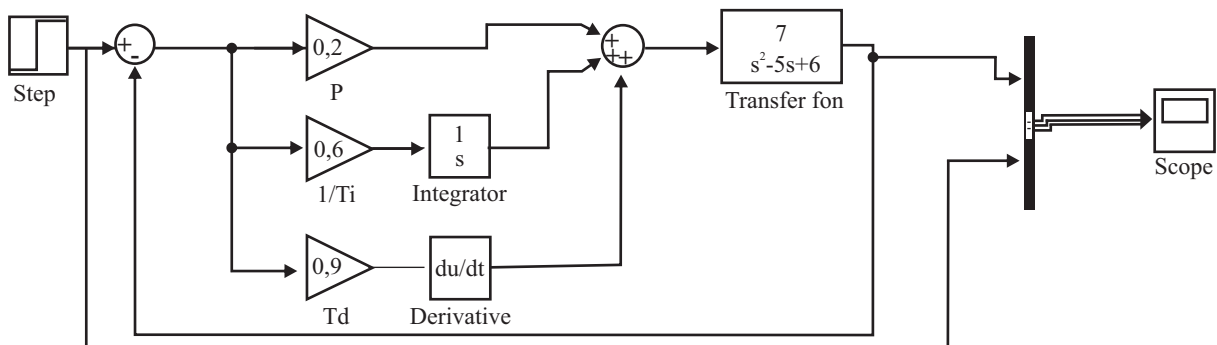 +
-
Step
0,2
P
0,6
1/Ti
1
s
Integrator
0,9
Td
du/dt
Derivative
+
++
7
s²-5s+6
Transfer fon
Scope